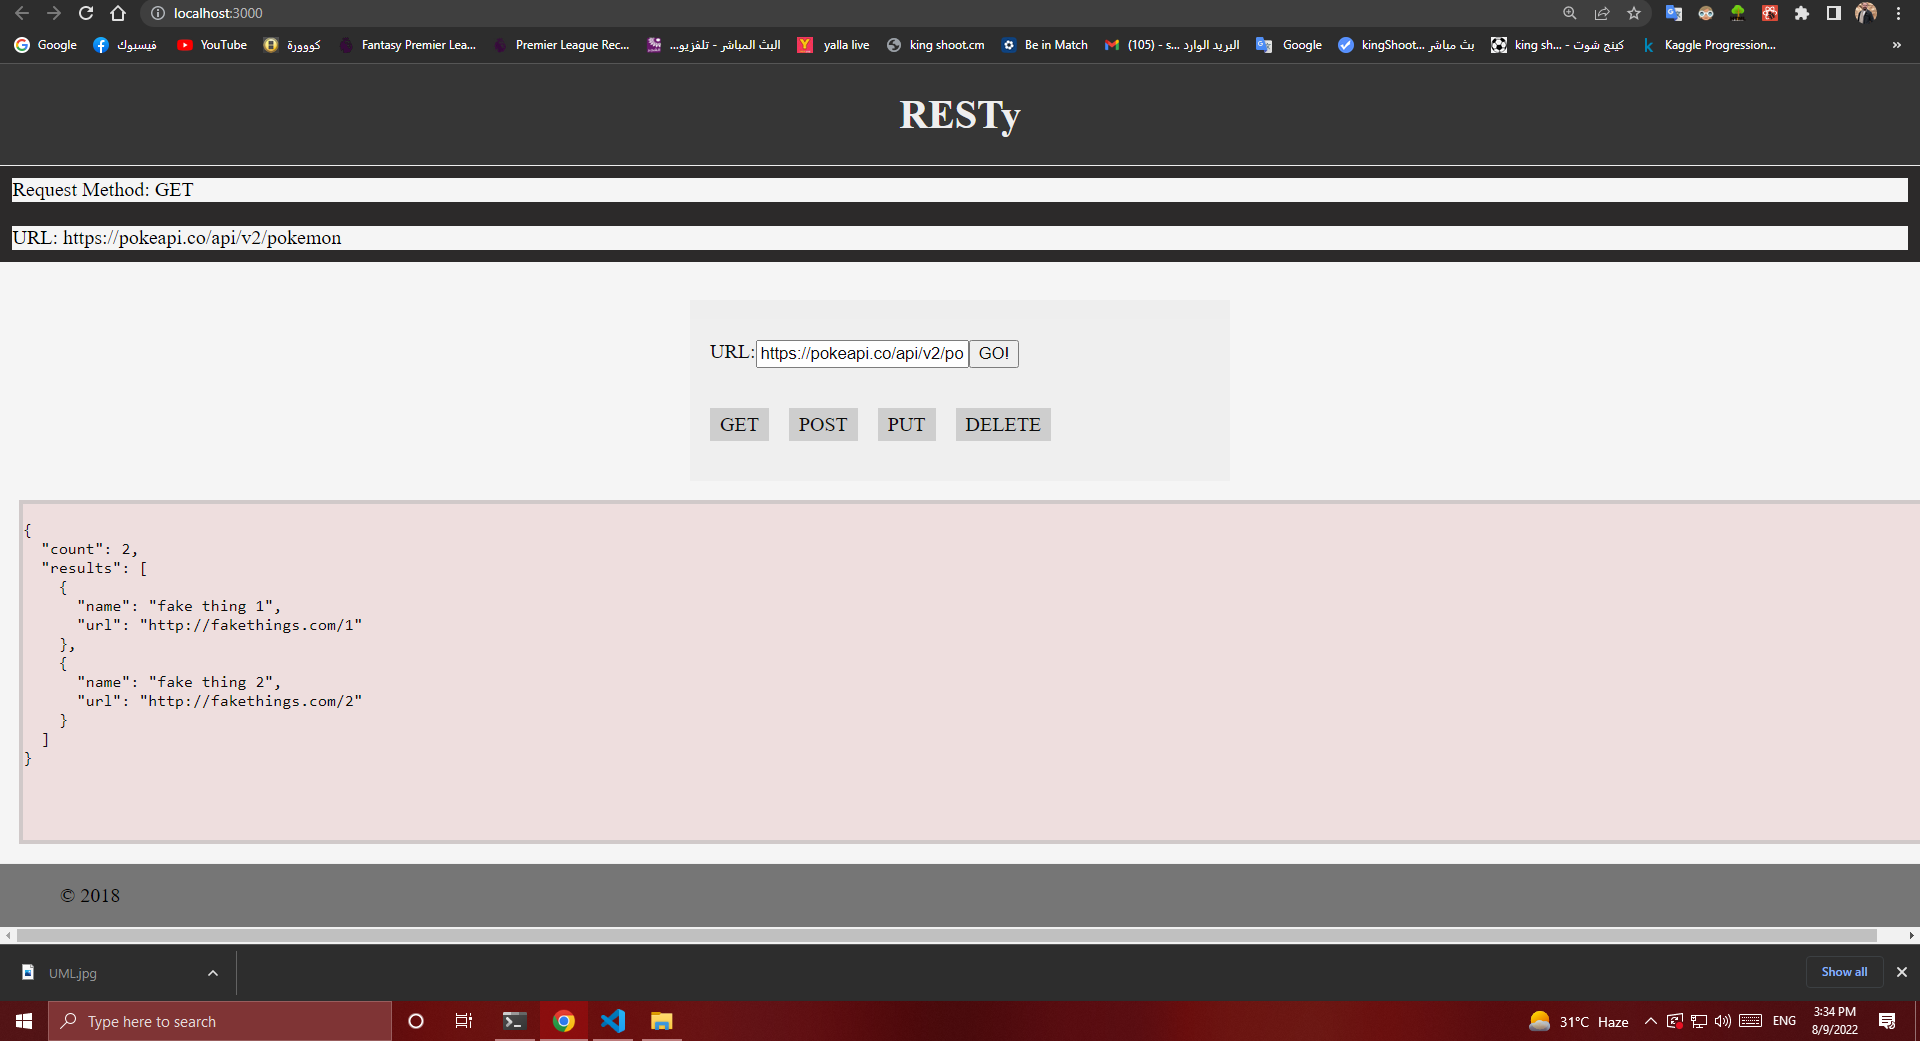 localhost:3000
Google فيسبوك YouTube كووورة Fantasy Premier Lea... Premier League Rec... البث المباشر - تلفزيو... yalla live king shoot.cm Be in Match البريد الوارد s... - (105) Google بث مباشر kingShoot... كينج شوت - king sh... Kaggle Progression...
RESTy
Request Method: GET
URL: https://pokeapi.co/api/v2/pokemon
URL: https://pokeapi.co/api/v2/po GO!
GET POST PUT DELETE
{
  "count": 2,
  "results": [
    {
      "name": "fake thing 1",
      "url": "http://fakethings.com/1"
    },
    {
      "name": "fake thing 2",
      "url": "http://fakethings.com/2"
    }
  ]
}
© 2018
UML.jpg Show all
Type here to search 31°C Haze ENG 3:34 PM
8/9/2022